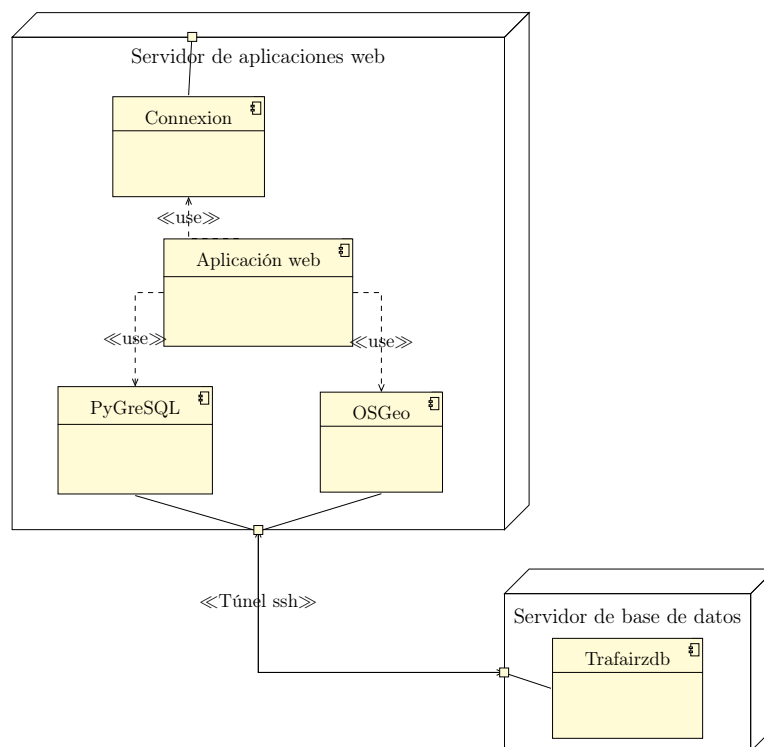 Servidor de aplicaciones web
Connexion
≪use≫
Aplicación web
≪use≫
≪use≫
PyGreSQL
OSGeo
≪Túnel ssh≫
Servidor de base de datos
Trafairzdb